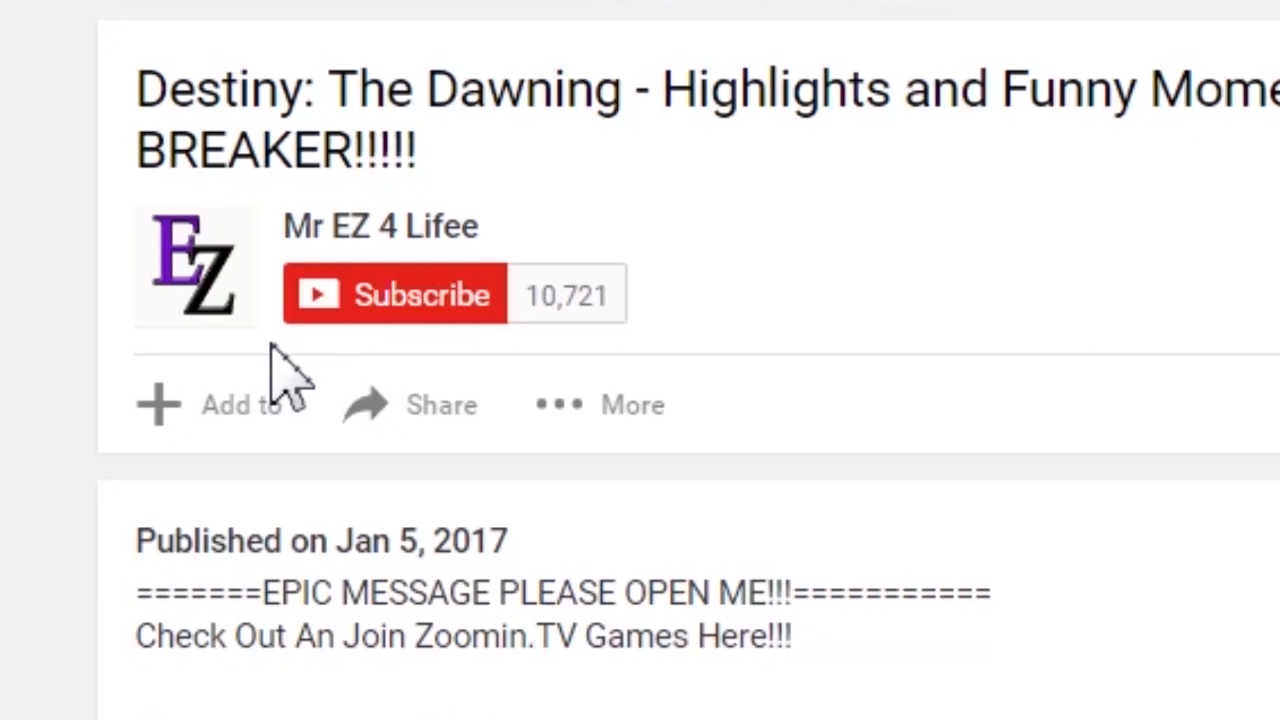 Destiny: The Dawning - Highlights and Funny Mome
BREAKER!!!!!
EZ
Mr EZ 4 Lifee
Subscribe 10,721
Add to Share More
Published on Jan 5, 2017
=======EPIC MESSAGE PLEASE OPEN ME!!!===========
Check Out An Join Zoomin.TV Games Here!!!